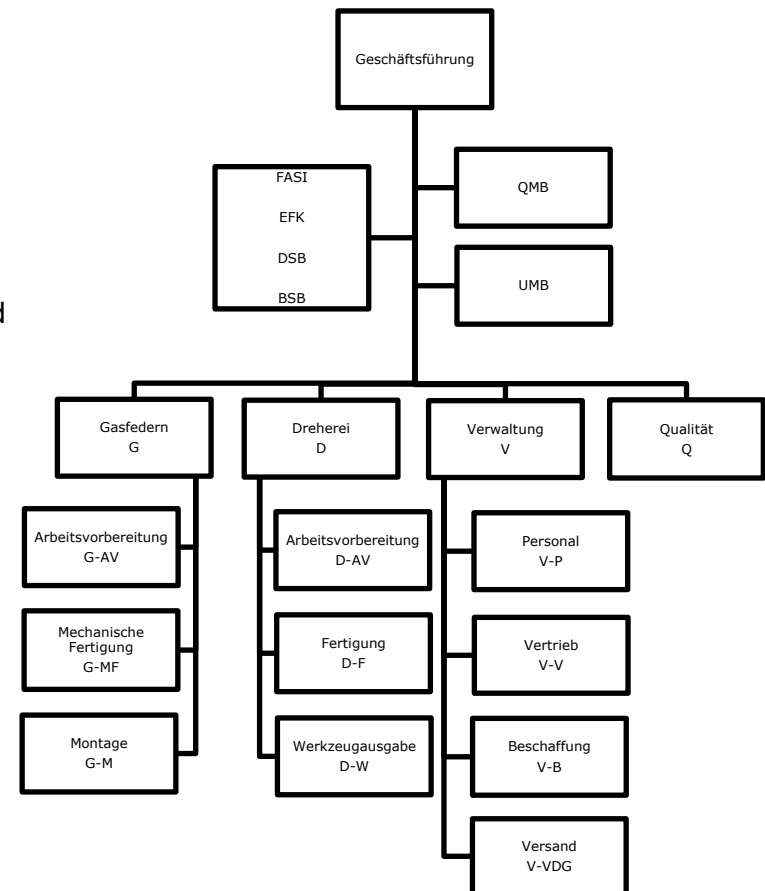 Geschäftsführung
FASI
EFK
DSB
BSB
QMB
UMB
d
Gasfedern
G
Dreherei
D
Verwaltung
V
Qualität
Q
Arbeitsvorbereitung
G-AV
Mechanische
Fertigung
G-MF
Montage
G-M
Arbeitsvorbereitung
D-AV
Fertigung
D-F
Werkzeugausgabe
D-W
Personal
V-P
Vertrieb
V-V
Beschaffung
V-B
Versand
V-VDG